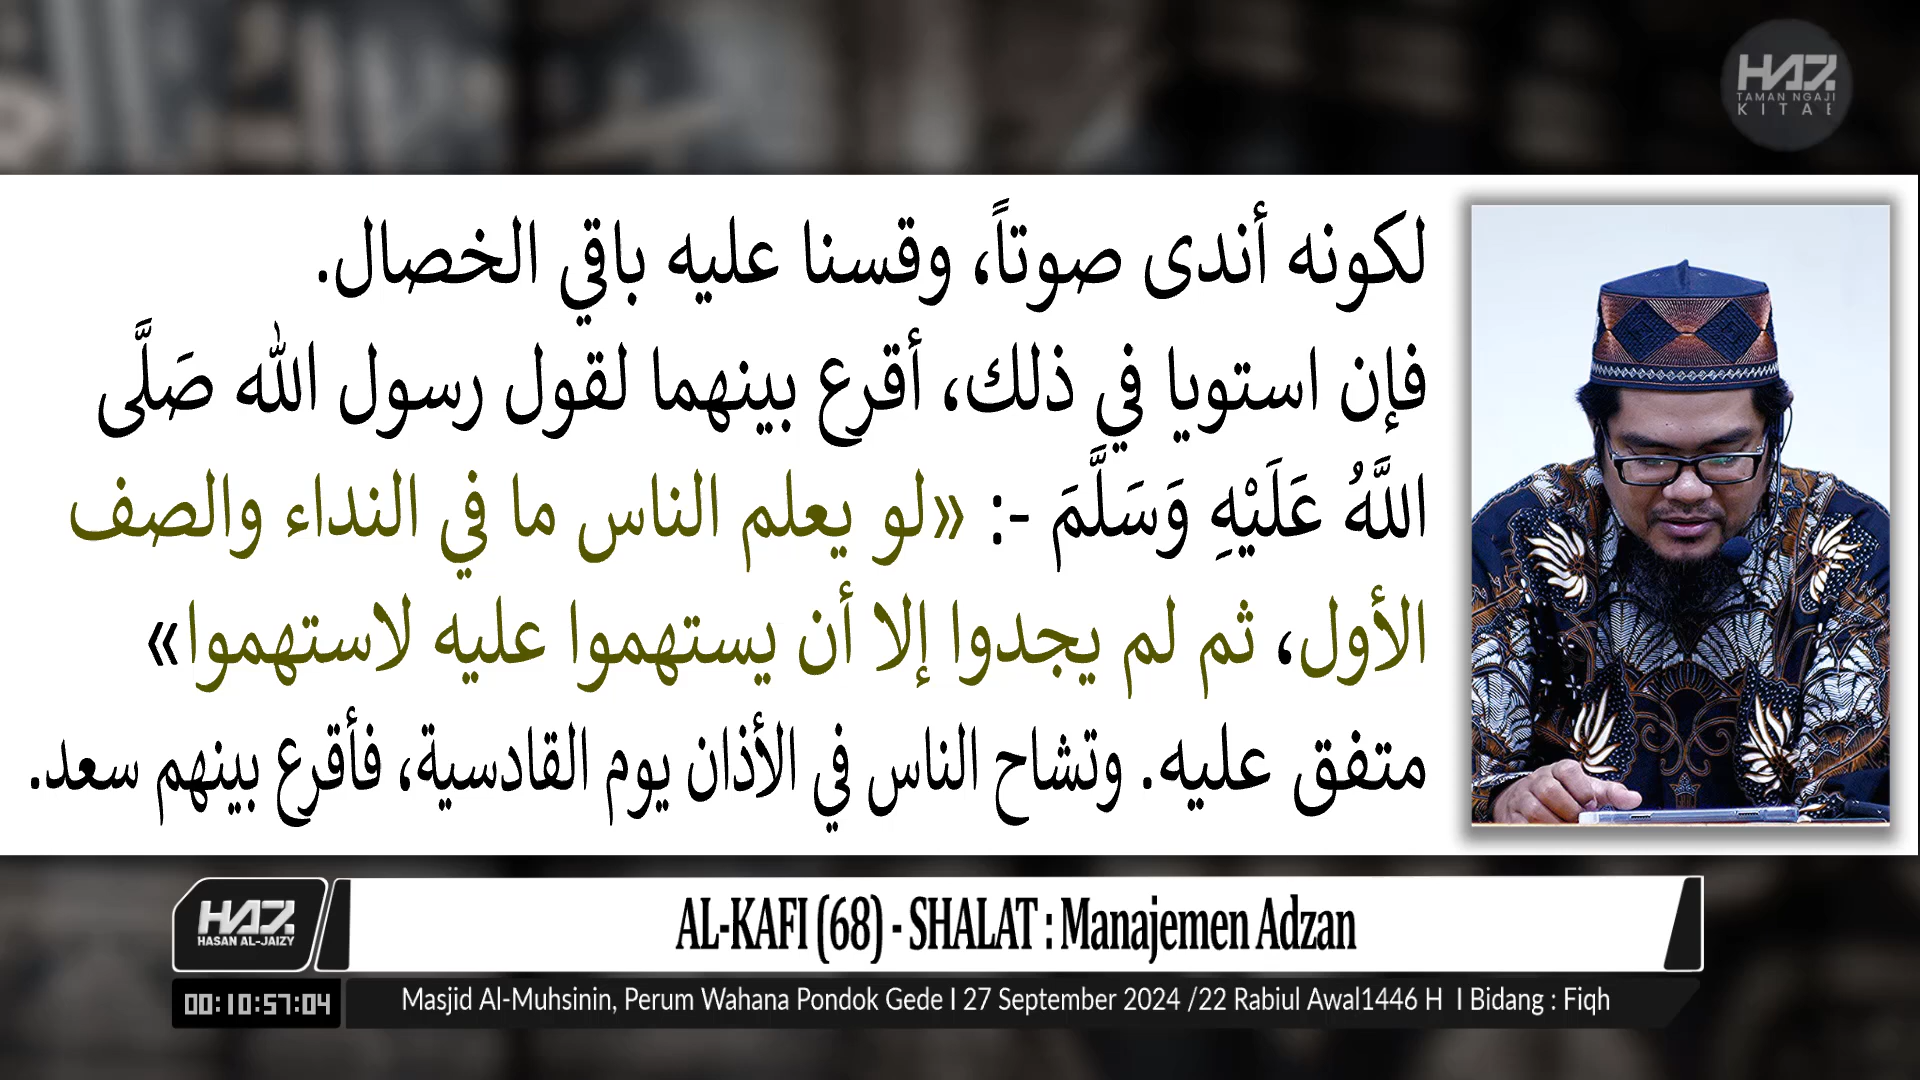 HAZ
TAMAN NGAJI
KITAB
لكونه أندى صوتاً، وقسنا عليه باقي الخصال.
فإن استويا في ذلك، أقرع بينهما لقول رسول الله صَلَّى
اللَّهُ عَلَيْهِ وَسَلَّمَ -: «لو يعلم الناس ما في النداء والصف
الأول، ثم لم يجدوا إلا أن يستهموا عليه لاستهموا»
متفق عليه. وتشاح الناس في الأذان يوم القادسية، فأقرع بينهم سعد.
HAZ
HASAN AL-JAIZY
AL-KAFI (68) - SHALAT : Manajemen Adzan
00:10:57:04
Masjid Al-Muhsinin, Perum Wahana Pondok Gede I 27 September 2024 /22 Rabiul Awal1446 H I Bidang : Fiqh